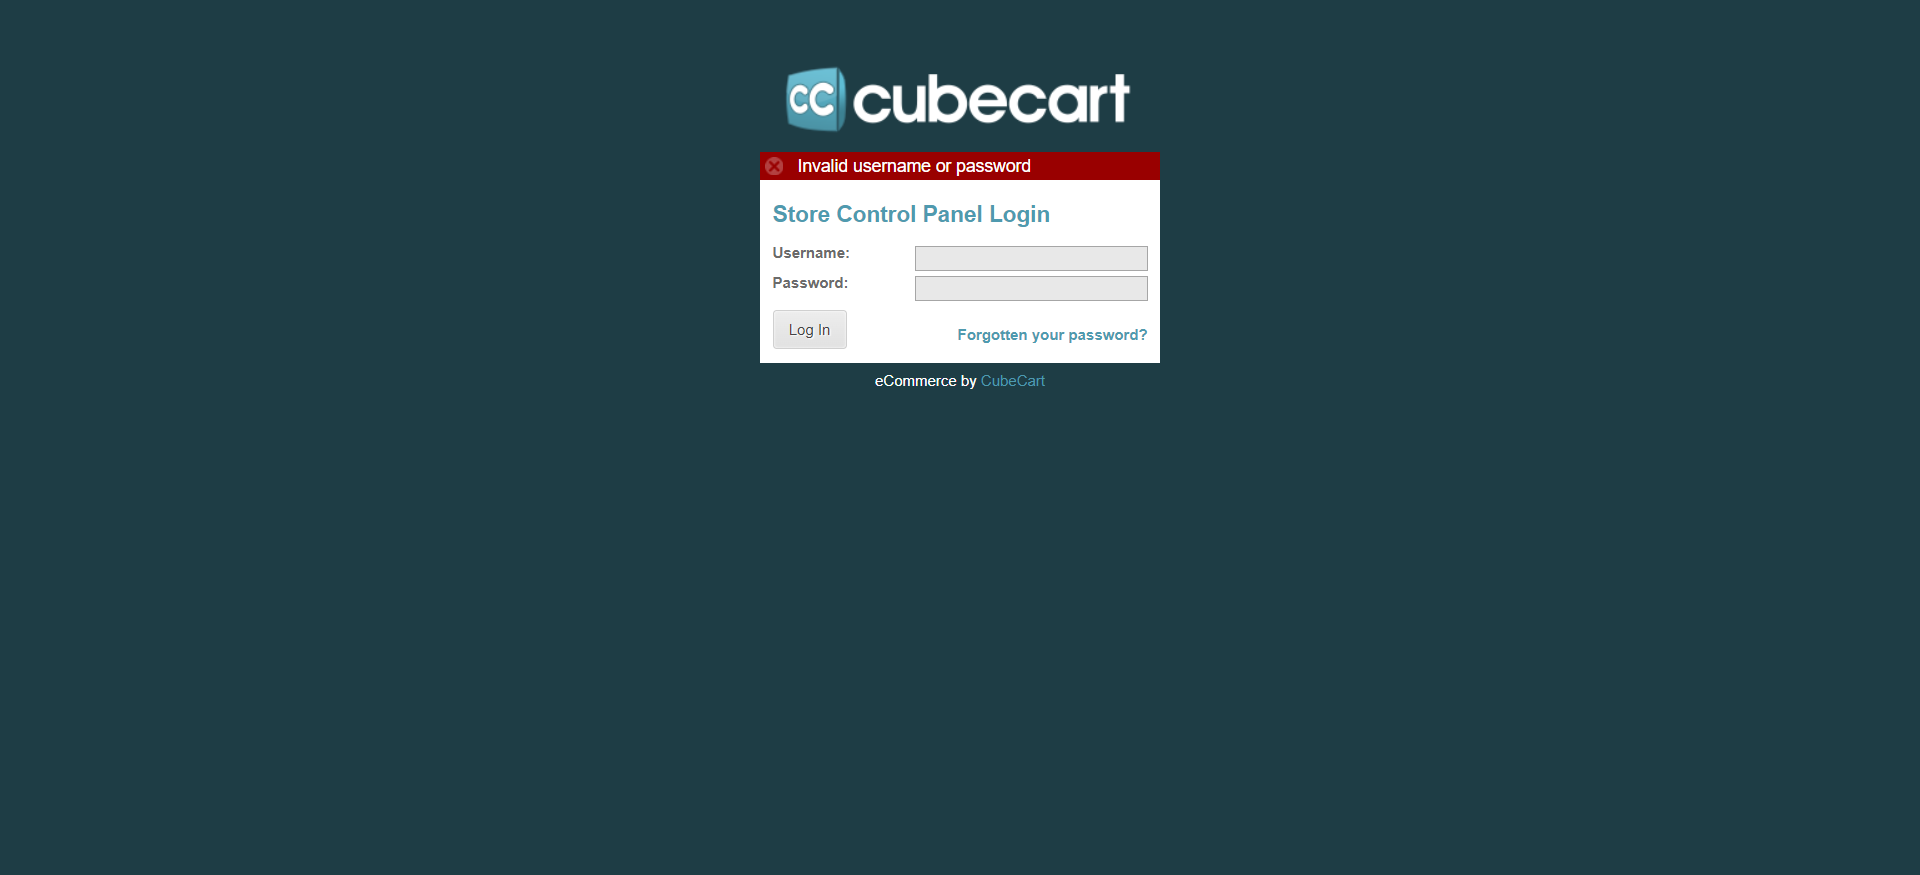 cc cubecart
Invalid username or password
Store Control Panel Login
Username:
Password:
Log In
Forgotten your password?
eCommerce by CubeCart